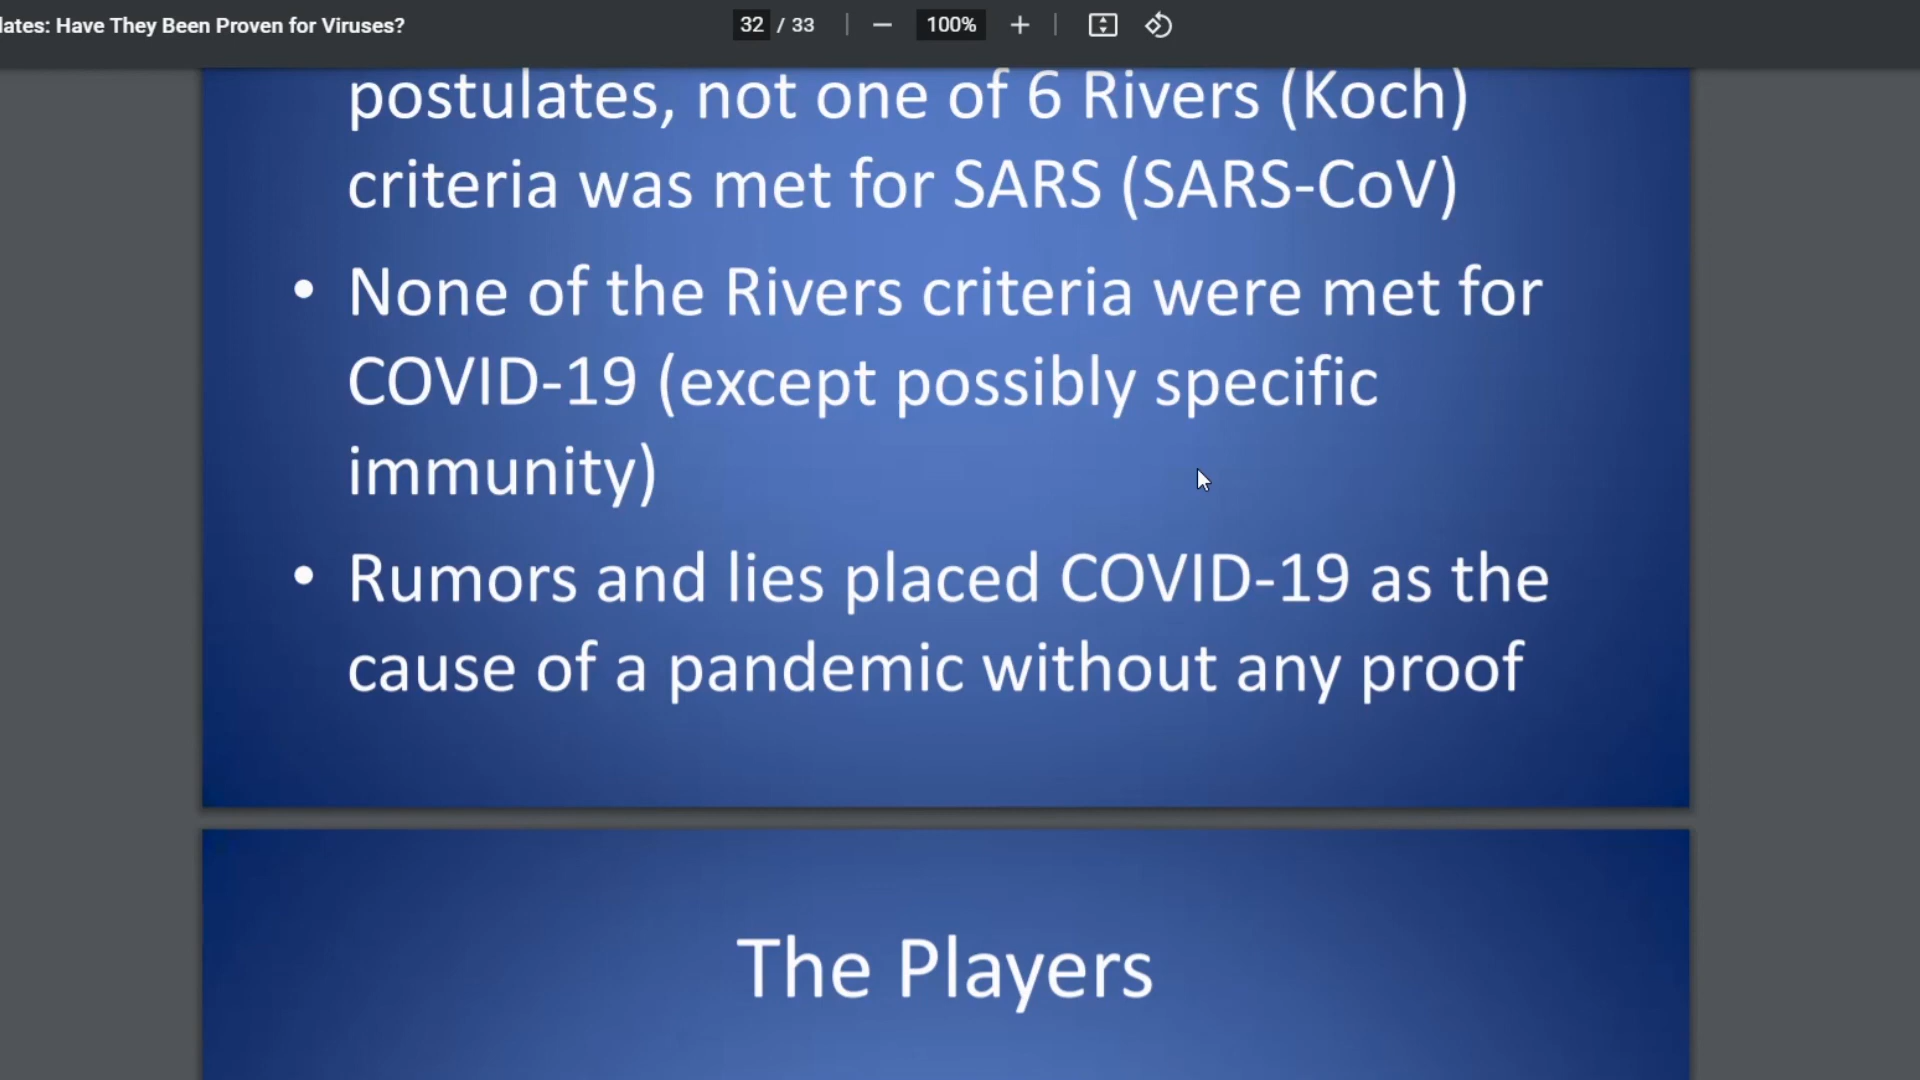 lates: Have They Been Proven for Viruses?
32 / 33
100%
postulates, not one of 6 Rivers (Koch)
criteria was met for SARS (SARS-CoV)
• None of the Rivers criteria were met for
COVID-19 (except possibly specific
immunity)
• Rumors and lies placed COVID-19 as the
cause of a pandemic without any proof
The Players